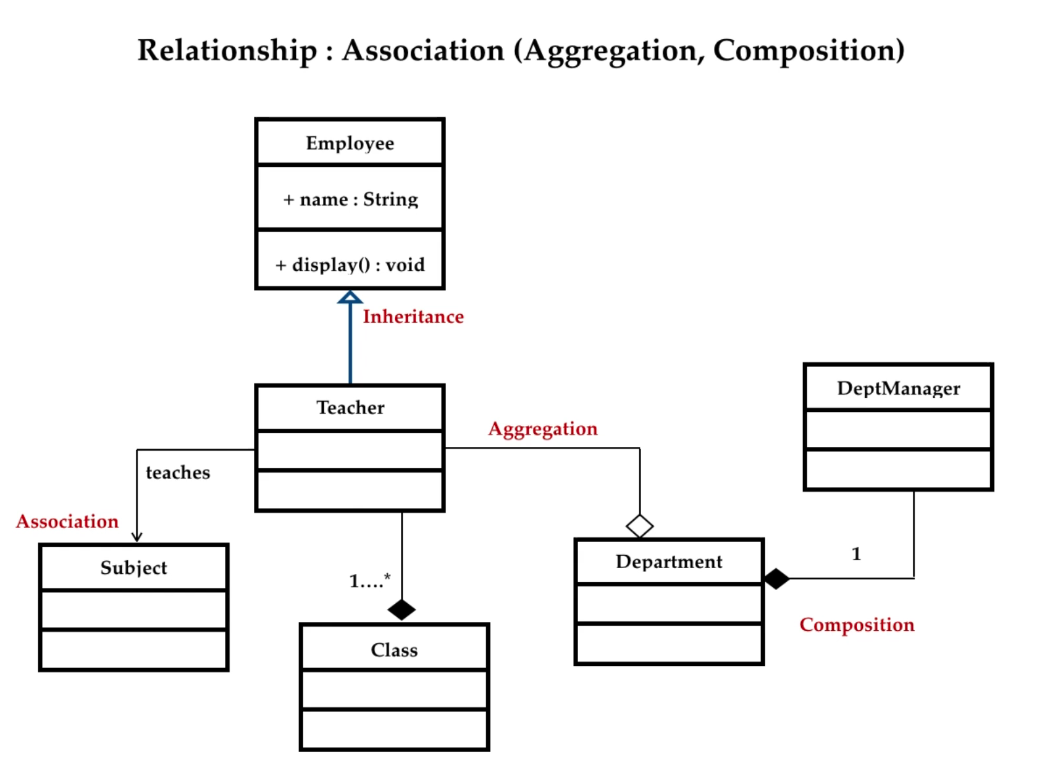 Relationship : Association (Aggregation, Composition)
Employee
+ name : String
+ display() : void
Inheritance
DeptManager
Teacher
Aggregation
teaches
Association
Subject
1....*
Department
1
Composition
Class